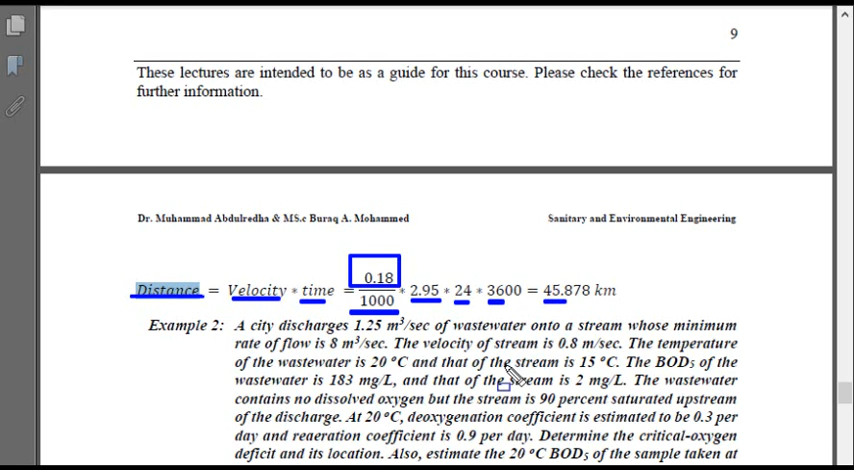 9
These lectures are intended to be as a guide for this course. Please check the references for
further information.
Dr. Muhammad Abdulredha & MS.c Buraq A. Mohammed Sanitary and Environmental Engineering
Distance = Velocity * time = 0.18/1000 * 2.95 * 24 * 3600 = 45.878 km
Example 2: A city discharges 1.25 m³/sec of wastewater onto a stream whose minimum
rate of flow is 8 m³/sec. The velocity of stream is 0.8 m/sec. The temperature
of the wastewater is 20 °C and that of the stream is 15 °C. The BOD₅ of the
wastewater is 183 mg/L, and that of the stream is 2 mg/L. The wastewater
contains no dissolved oxygen but the stream is 90 percent saturated upstream
of the discharge. At 20 °C, deoxygenation coefficient is estimated to be 0.3 per
day and reaeration coefficient is 0.9 per day. Determine the critical-oxygen
deficit and its location. Also, estimate the 20 °C BOD₅ of the sample taken at